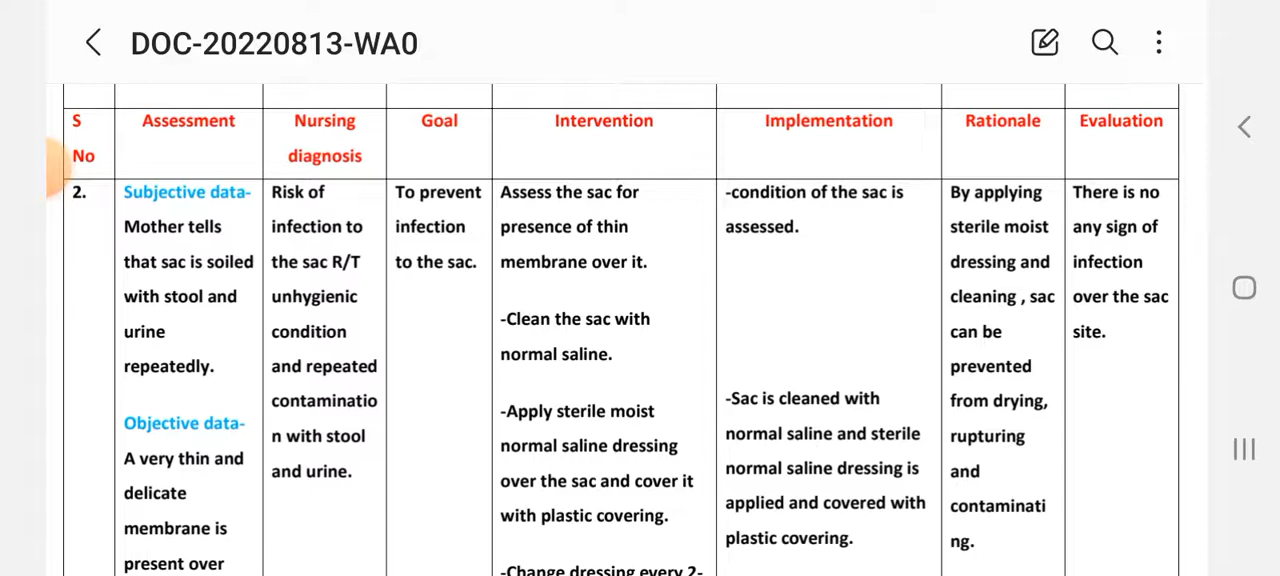 DOC-20220813-WA0
S
No
Assessment
Nursing
diagnosis
Goal
Intervention
Implementation
Rationale
Evaluation
2.
Subjective data-
Mother tells
that sac is soiled
with stool and
urine
repeatedly.
Objective data-
A very thin and
delicate
membrane is
present over
Risk of
infection to
the sac R/T
unhygienic
condition
and repeated
contaminatio
n with stool
and urine.
To prevent
infection
to the sac.
Assess the sac for
presence of thin
membrane over it.
-Clean the sac with
normal saline.
-Apply sterile moist
normal saline dressing
over the sac and cover it
with plastic covering.
-Change dressing every 2-
-condition of the sac is
assessed.
-Sac is cleaned with
normal saline and sterile
normal saline dressing is
applied and covered with
plastic covering.
By applying
sterile moist
dressing and
cleaning , sac
can be
prevented
from drying,
rupturing
and
contaminati
ng.
There is no
any sign of
infection
over the sac
site.